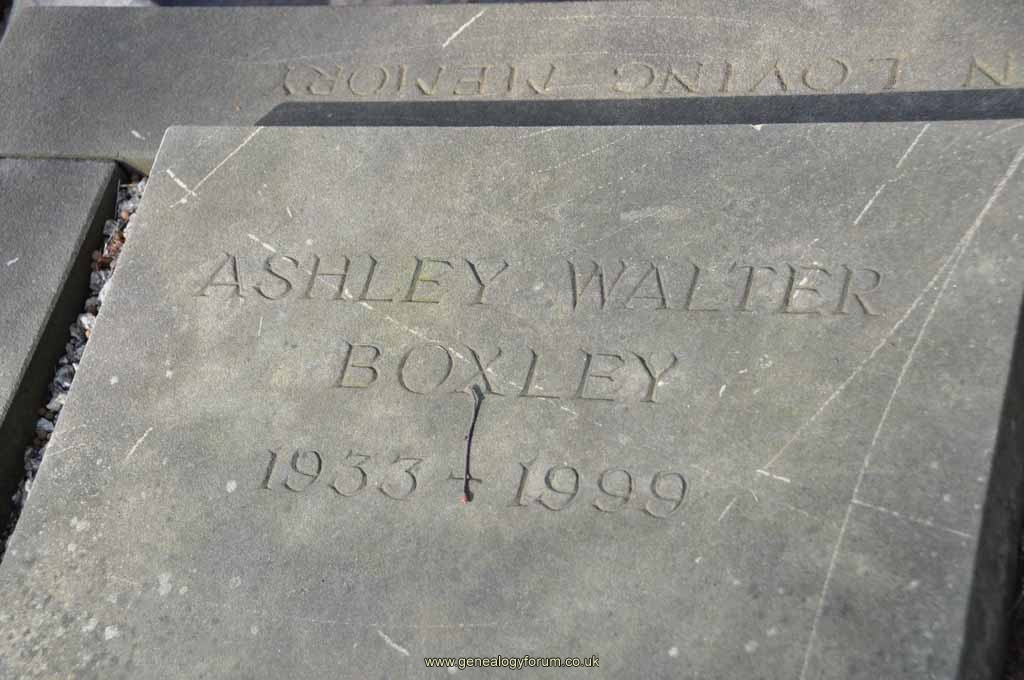 N LOVING MEMORY
ASHLEY WALTER
BOXLEY
1933 + 1999
www.genealogyforum.co.uk